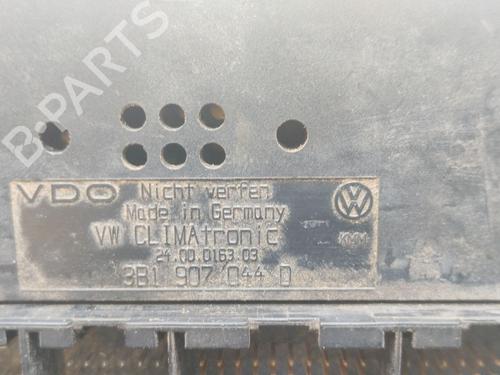 B-PARTS
VDO Nicht werfen
Made in Germany
VW CLIMAtronic
24.00.0163.03
3B1 907 044 D